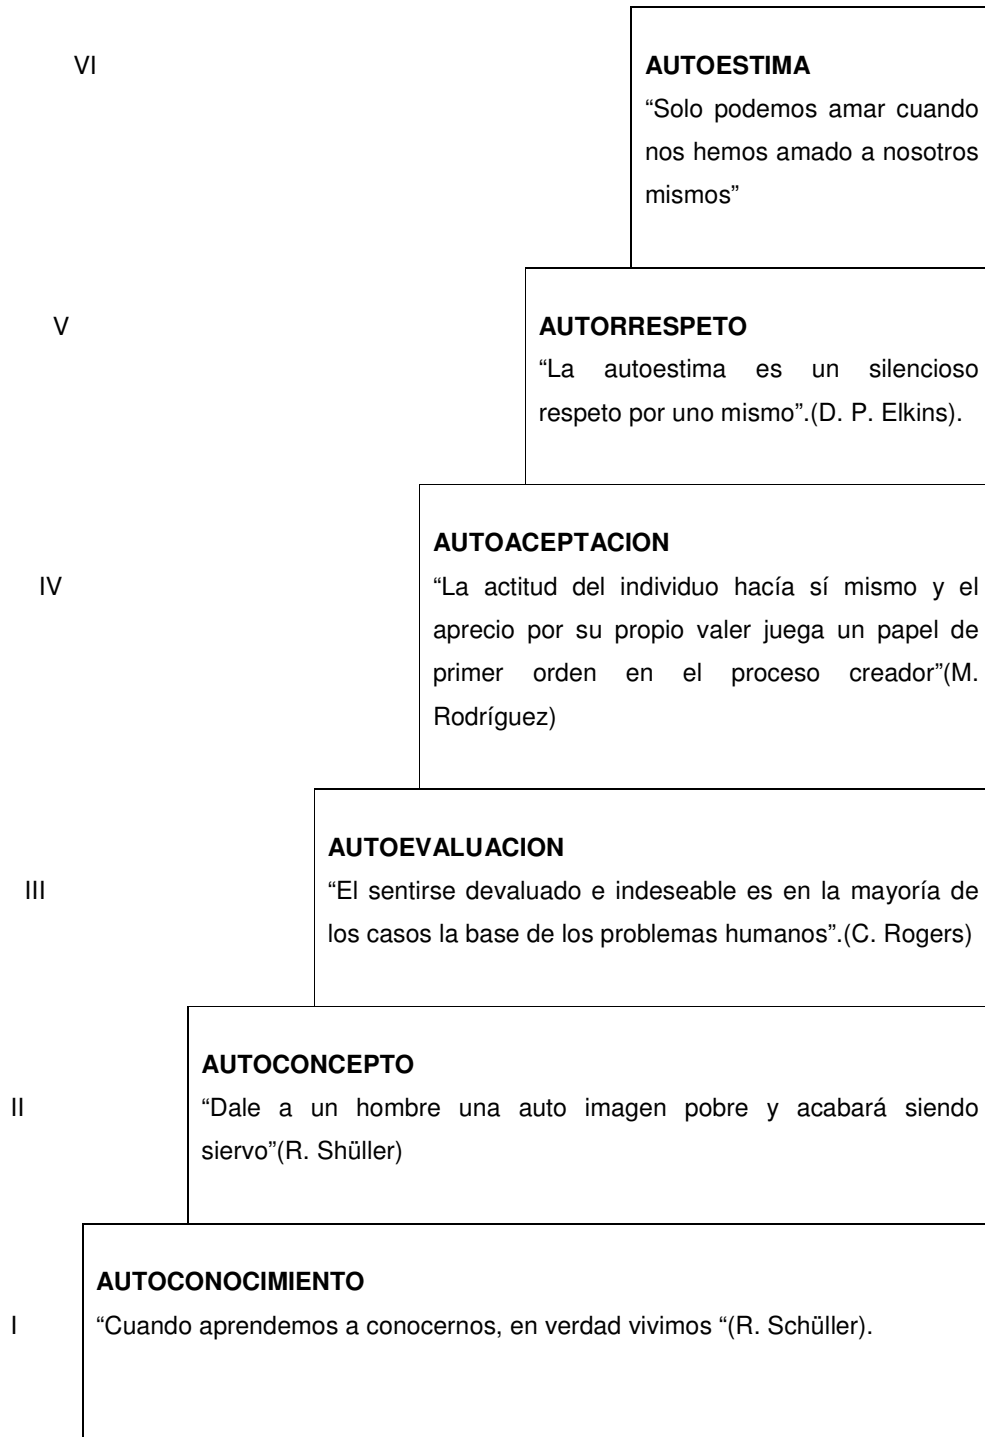 VI
AUTOESTIMA
“Solo podemos amar cuando
nos hemos amado a nosotros
mismos”
V
AUTORRESPETO
“La autoestima es un silencioso
respeto por uno mismo”.(D. P. Elkins).
AUTOACEPTACION
IV
“La actitud del individuo hacía sí mismo y el
aprecio por su propio valer juega un papel de
primer orden en el proceso creador”(M.
Rodríguez)
AUTOEVALUACION
III
“El sentirse devaluado e indeseable es en la mayoría de
los casos la base de los problemas humanos”.(C. Rogers)
AUTOCONCEPTO
II
“Dale a un hombre una auto imagen pobre y acabará siendo
siervo”(R. Shüller)
AUTOCONOCIMIENTO
I
“Cuando aprendemos a conocernos, en verdad vivimos “(R. Schüller).